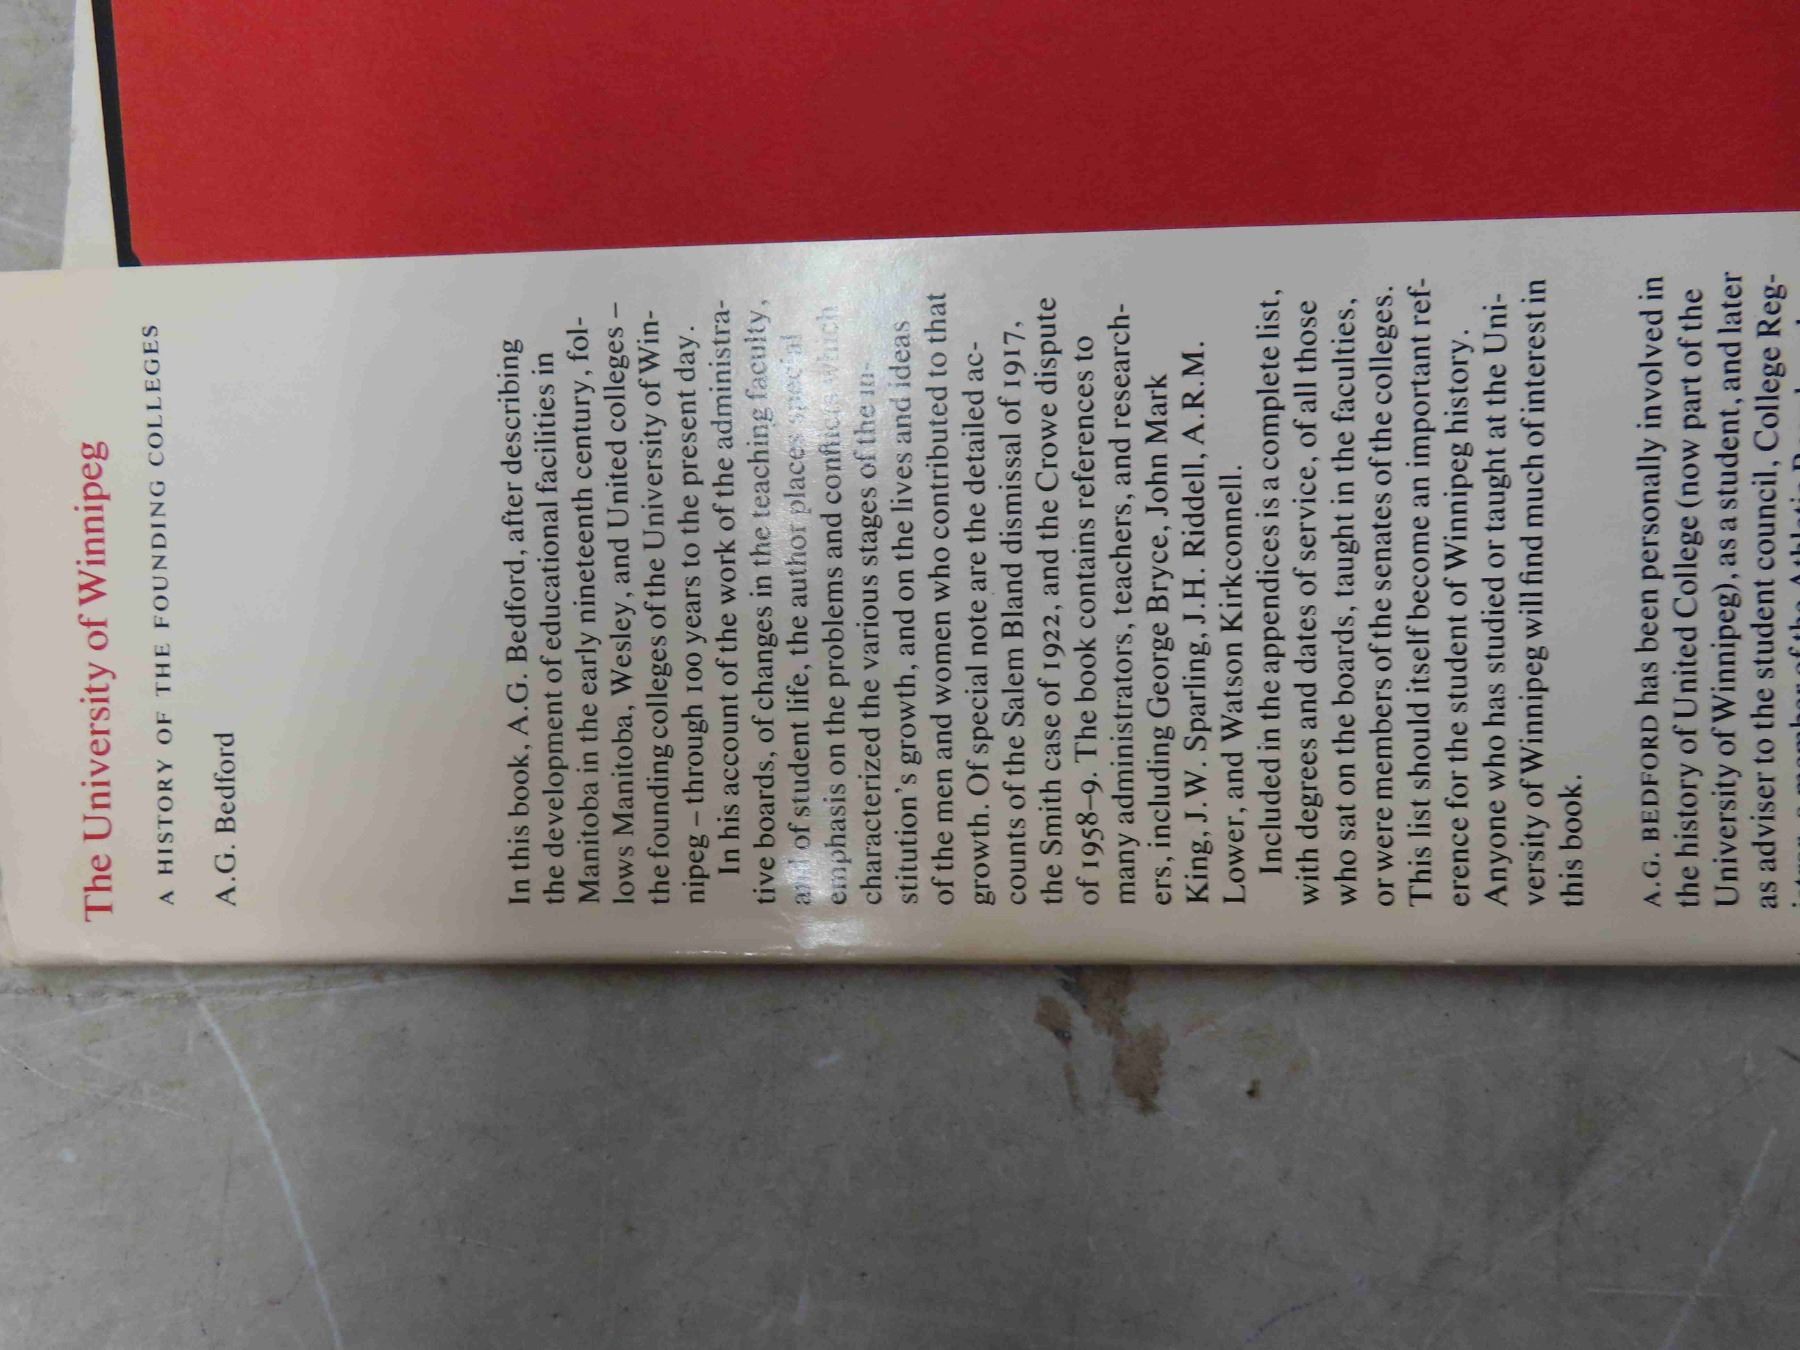 The University of Winnipeg
A HISTORY OF THE FOUNDING COLLEGES
A.G. Bedford
In this book, A.G. Bedford, after describing
the development of educational facilities in
Manitoba in the early nineteenth century, fol-
lows Manitoba, Wesley, and United colleges –
the founding colleges of the University of Win-
nipeg – through 100 years to the present day.
In his account of the work of the administra-
tive boards, of changes in the teaching faculty,
and of student life, the author places special
emphasis on the problems and conflicts which
characterized the various stages of the in-
stitution's growth, and on the lives and ideas
of the men and women who contributed to that
growth. Of special note are the detailed ac-
counts of the Salem Bland dismissal of 1917,
the Smith case of 1922, and the Crowe dispute
of 1958–9. The book contains references to
many administrators, teachers, and research-
ers, including George Bryce, John Mark
King, J.W. Sparling, J.H. Riddell, A.R.M.
Lower, and Watson Kirkconnell.
Included in the appendices is a complete list,
with degrees and dates of service, of all those
who sat on the boards, taught in the faculties,
or were members of the senates of the colleges.
This list should itself become an important ref-
erence for the student of Winnipeg history.
Anyone who has studied or taught at the Uni-
versity of Winnipeg will find much of interest in
this book.
A.G. BEDFORD has been personally involved in
the history of United College (now part of the
University of Winnipeg), as a student, and later
as adviser to the student council, College Reg-